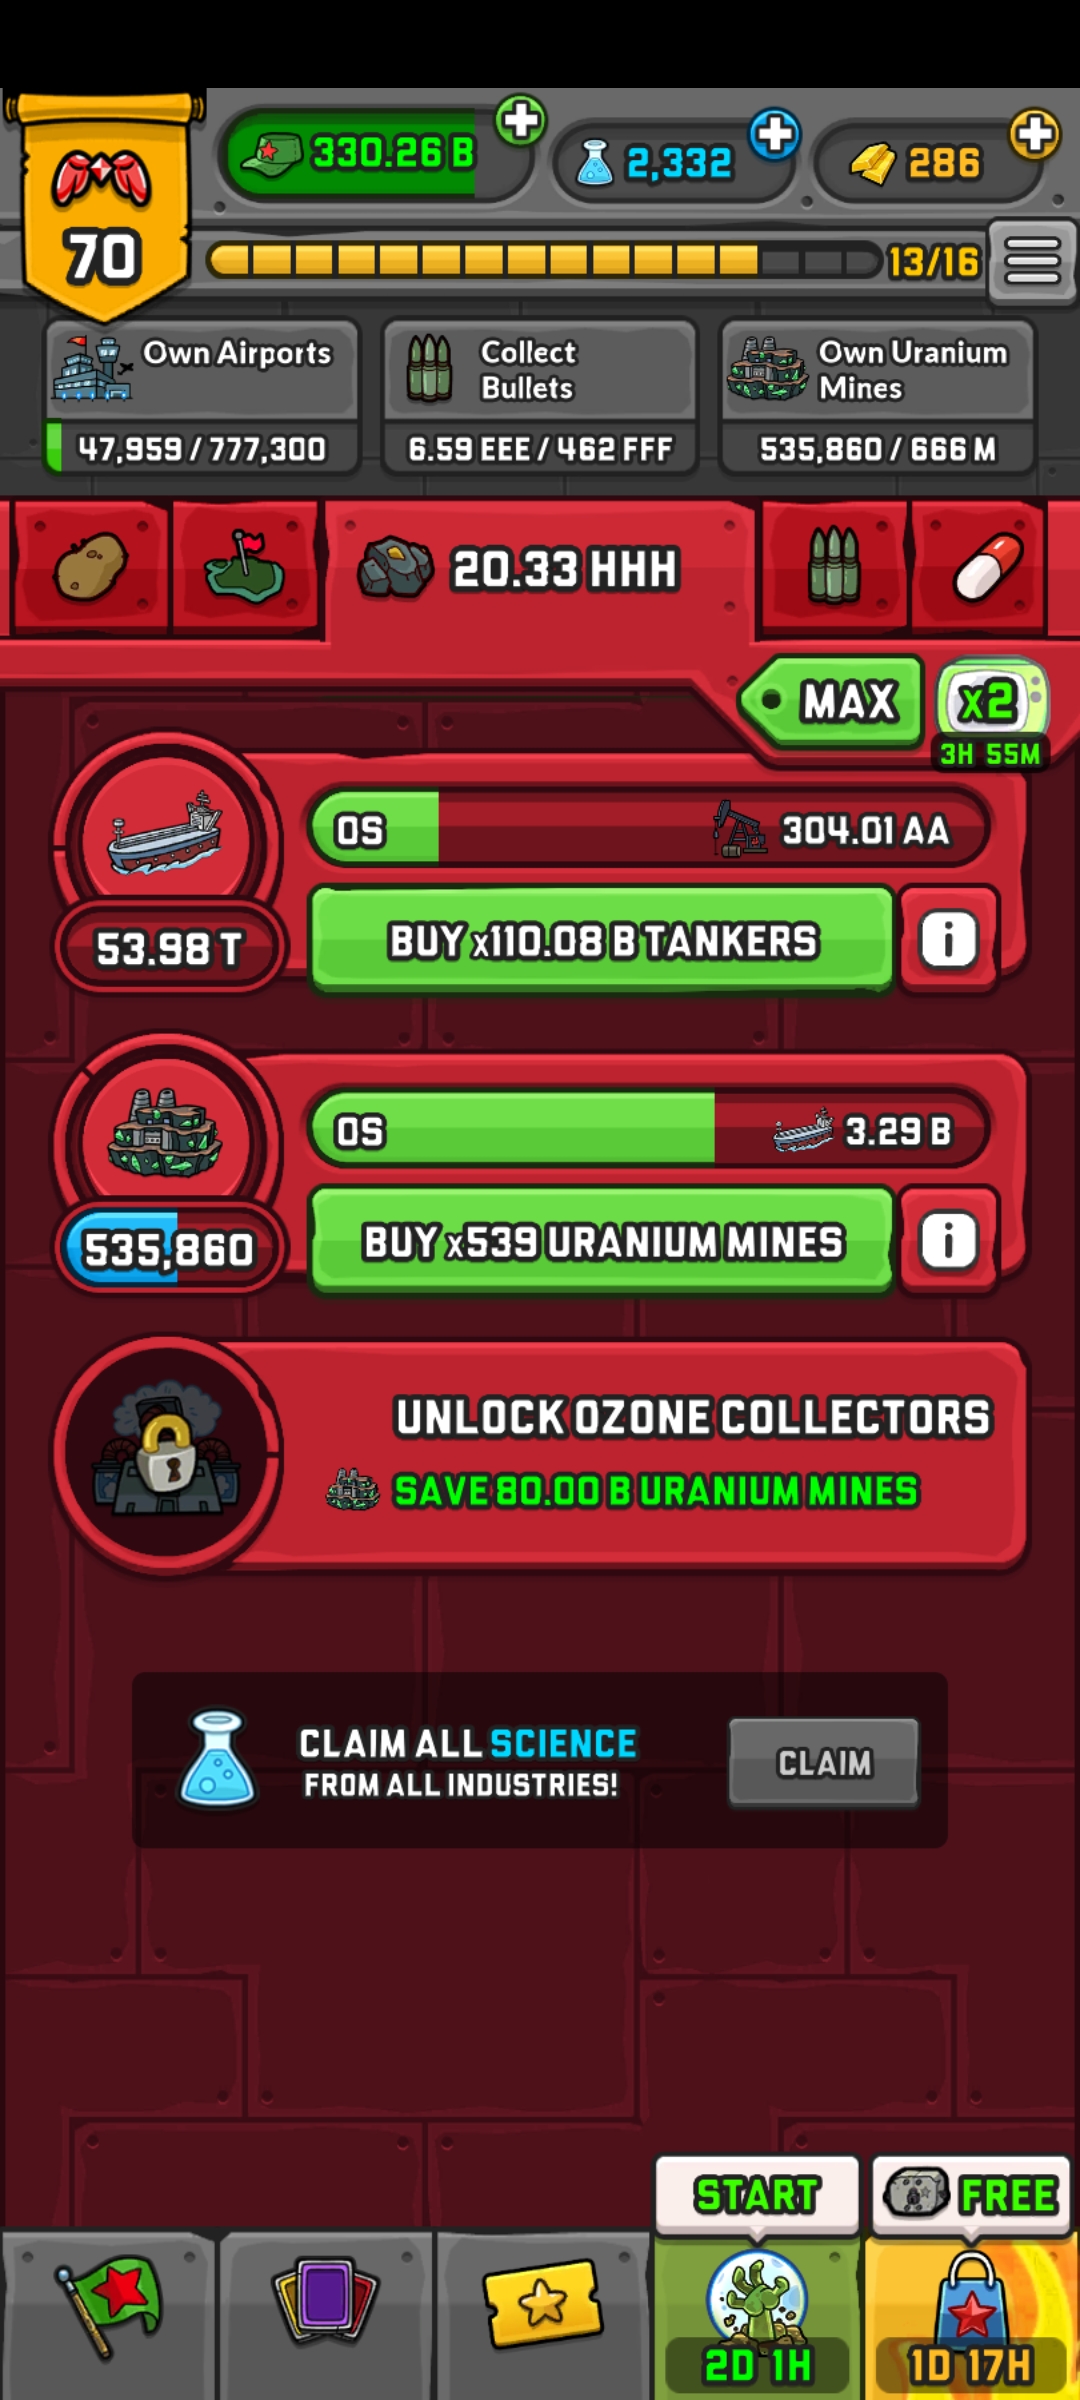 330.26 B
2,332
286
70
13/16
Own Airports
47,959 / 777,300
Collect
Bullets
6.59 EEE / 462 FFF
Own Uranium
Mines
535,860 / 666 M
20.33 HHH
MAX
x2
3H 55M
0S
304.01 AA
53.98 T
BUY x110.08 B TANKERS
i
0S
3.29 B
535,860
BUY x539 URANIUM MINES
i
UNLOCK OZONE COLLECTORS
SAVE 80.00 B URANIUM MINES
CLAIM ALL SCIENCE
FROM ALL INDUSTRIES!
CLAIM
START
FREE
2D 1H
1D 17H